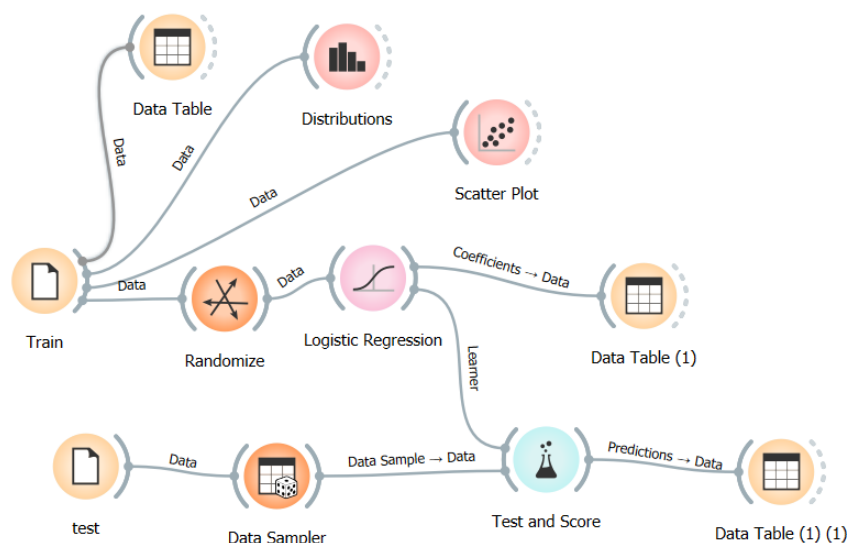 Data Table
Distributions
Data
Data
Scatter Plot
Data
Coefficients → Data
Train
Data
Randomize
Data
Logistic Regression
Data Table (1)
Learner
test
Data
Data Sampler
Data Sample → Data
Test and Score
Predictions → Data
Data Table (1) (1)